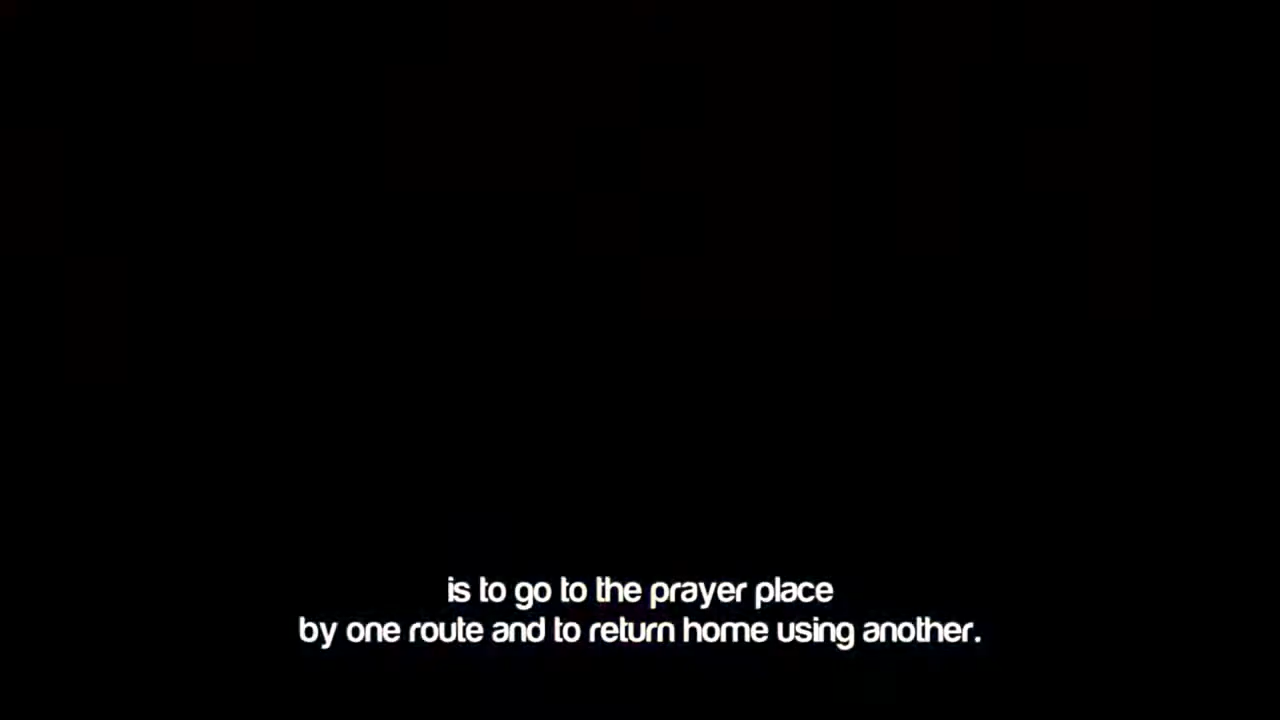 is to go to the prayer place
by one route and to return home using another.